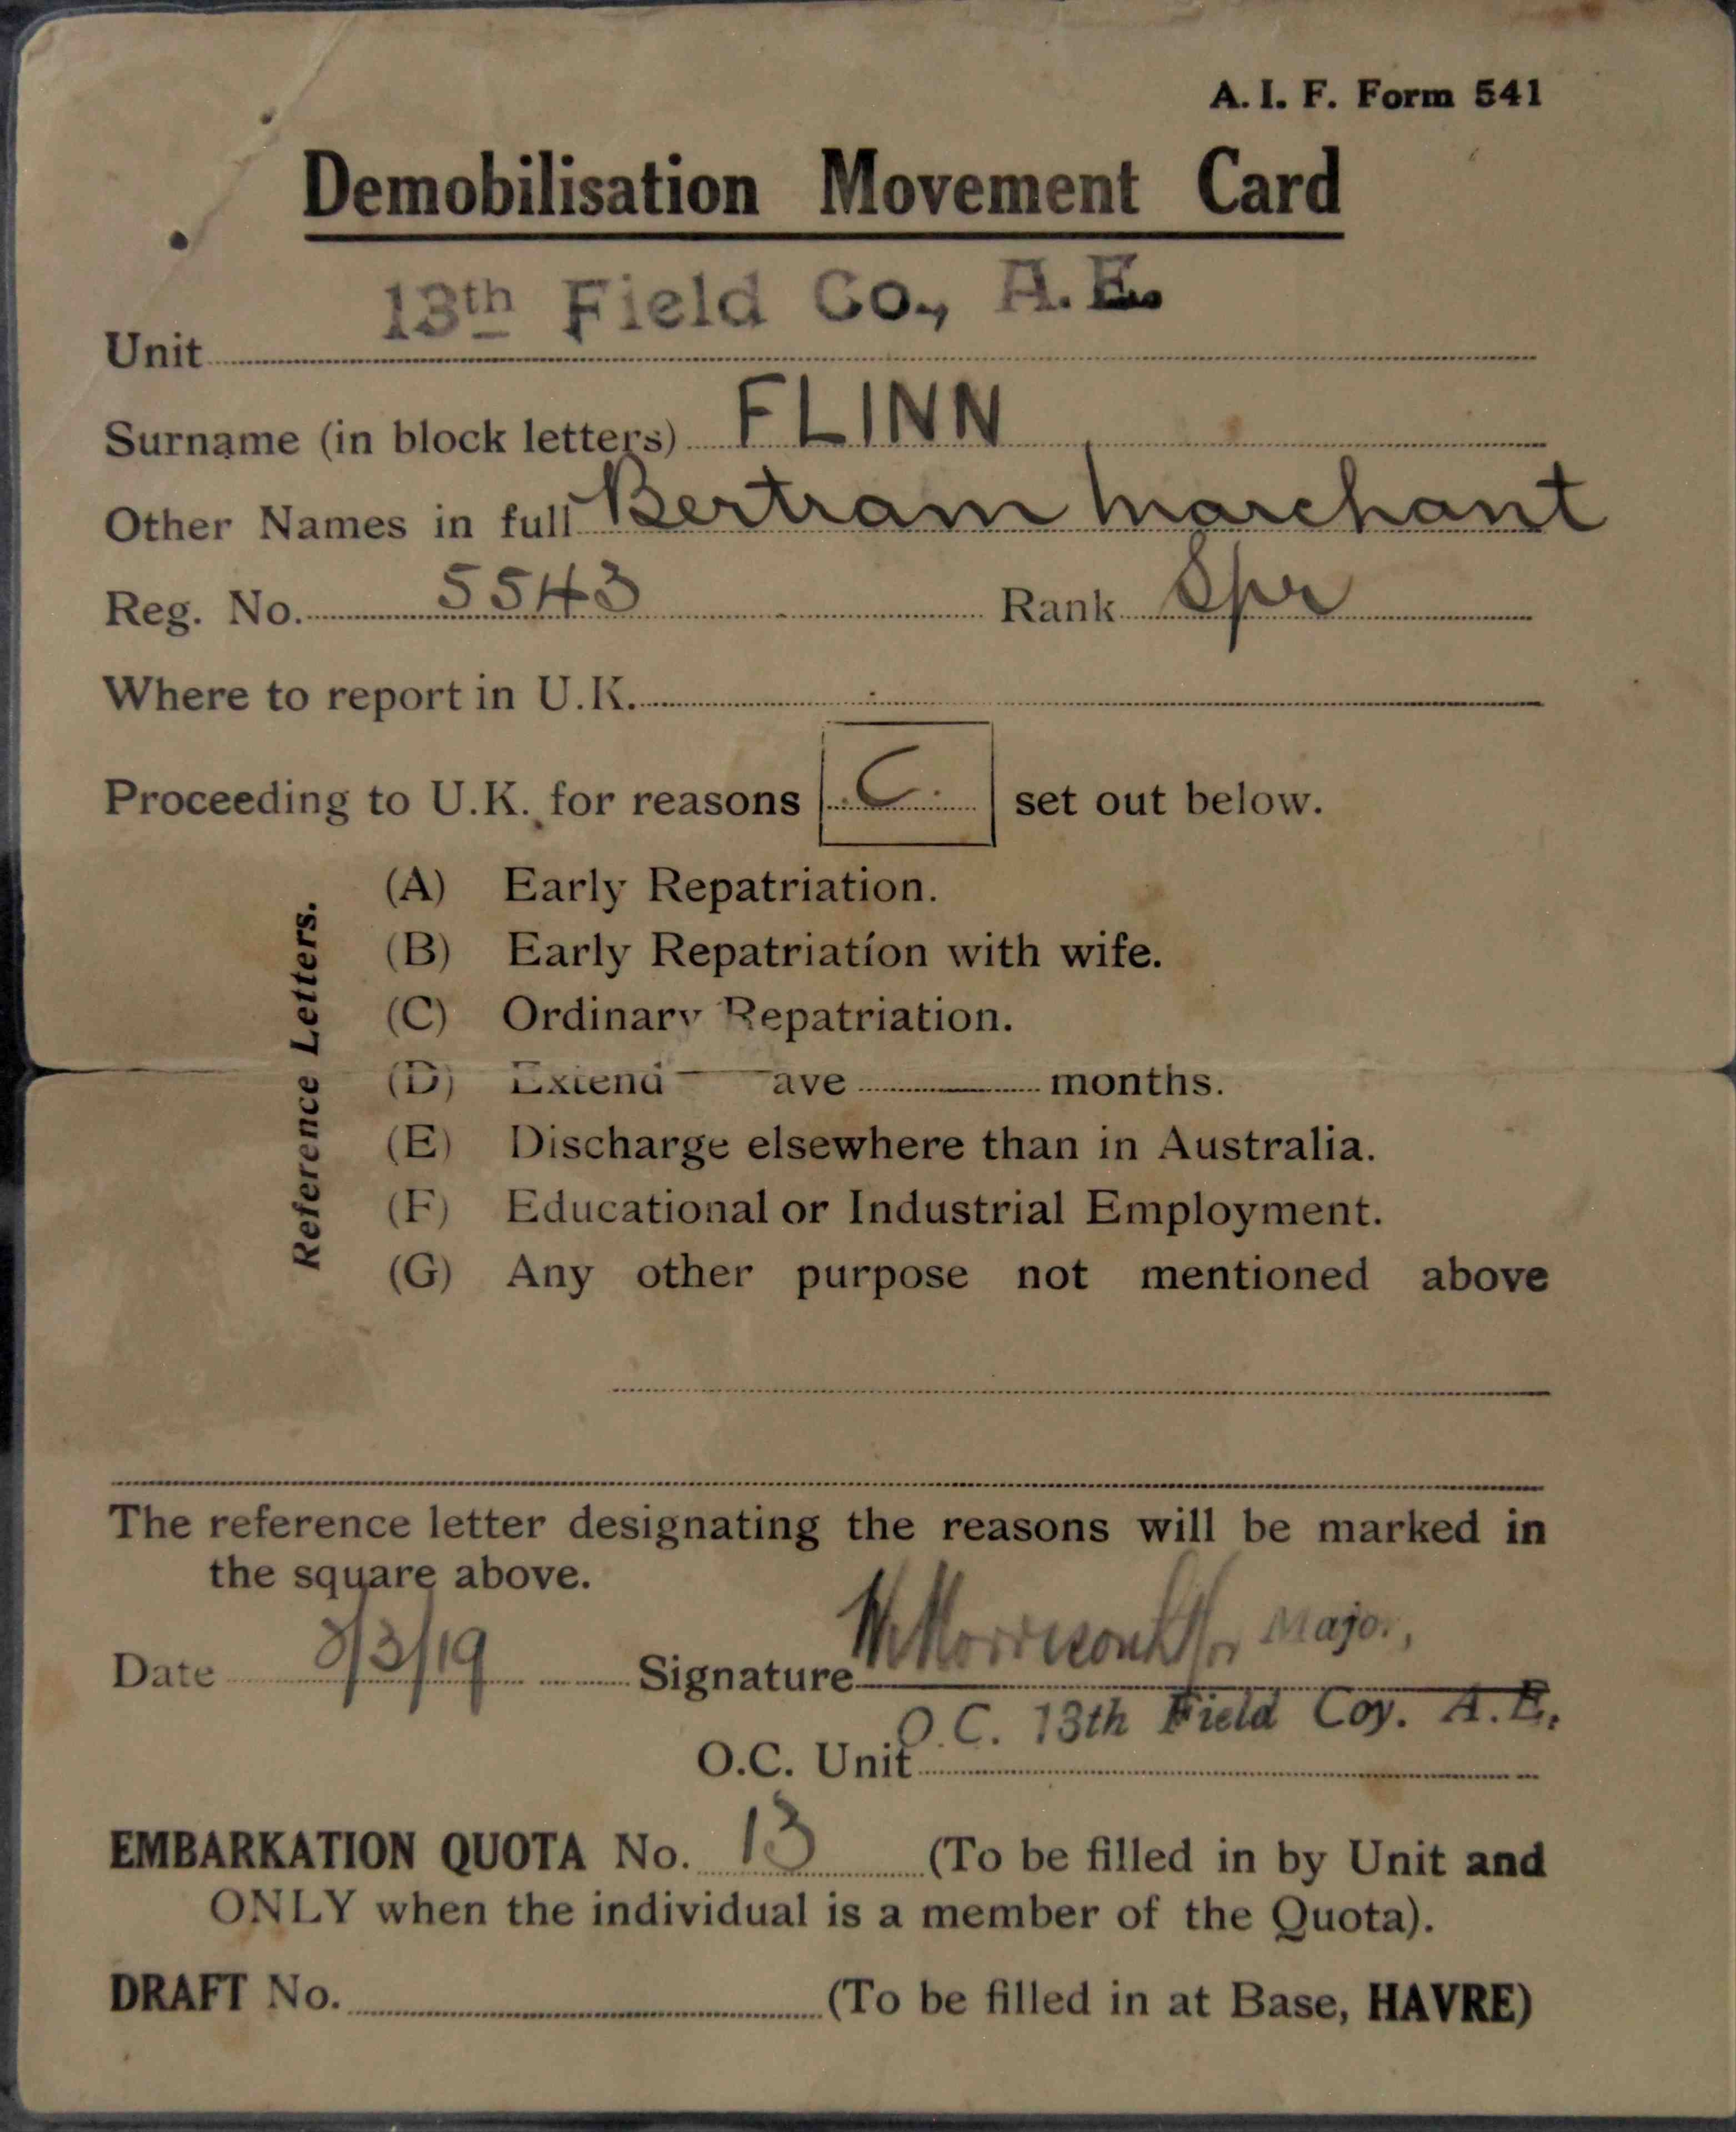 A. I. F. Form 541
Demobilisation Movement Card
13th Field Co., A.E.
Unit
Surname (in block letters) FLINN
Other Names in full Bertram Marchant
Reg. No. 5543 Rank Spr
Where to report in U.K.
Proceeding to U.K. for reasons C. set out below.
Reference Letters.
(A) Early Repatriation.
(B) Early Repatriation with wife.
(C) Ordinary Repatriation.
(D) Extend ave months.
(E) Discharge elsewhere than in Australia.
(F) Educational or Industrial Employment.
(G) Any other purpose not mentioned above
The reference letter designating the reasons will be marked in
the square above.
Date 8/3/19 Signature W Morrison Lt for Major,
O.C. 13th Field Coy. A.E.
O.C. Unit
EMBARKATION QUOTA No. 13 (To be filled in by Unit and
ONLY when the individual is a member of the Quota).
DRAFT No. (To be filled in at Base, HAVRE)